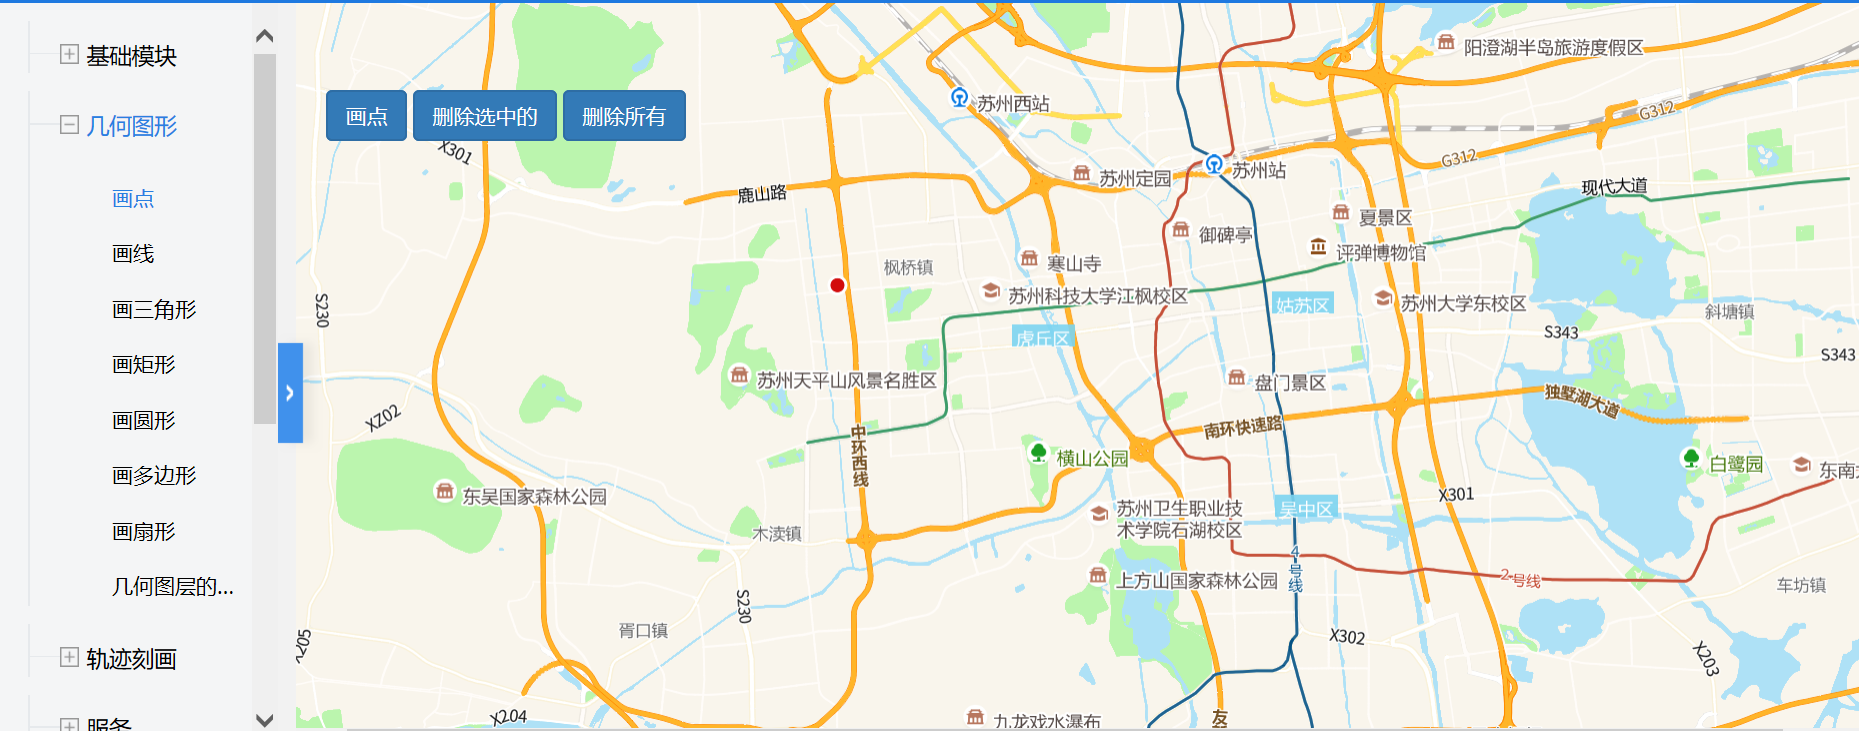 基础模块
几何图形
画点
画线
画三角形
画矩形
画圆形
画多边形
画扇形
几何图层的...
轨迹刻画
服务
画点
删除选中的
删除所有
阳澄湖半岛旅游度假区
苏州西站
G312
X301
G312
苏州定园
苏州站
鹿山路
现代大道
夏景区
御碑亭
评弹博物馆
枫桥镇
寒山寺
苏州科技大学江枫校区
姑苏区
苏州大学东校区
斜塘镇
S230
虎丘区
S343
S343
苏州天平山风景名胜区
盘门景区
独墅湖大道
XZ02
南环快速路
中环西线
横山公园
白鹭园
东南
东吴国家森林公园
X301
苏州卫生职业技
术学院石湖校区
吴中区
木渎镇
4号线
2号线
上方山国家森林公园
车坊镇
S230
胥口镇
X302
X205
X203
X204
九龙戏水瀑布
友